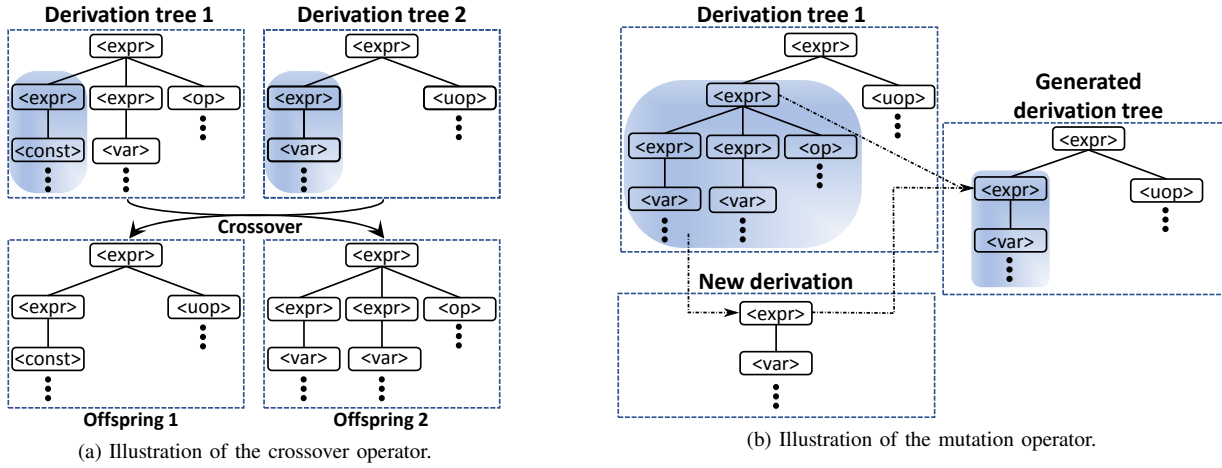 Derivation tree 1
Derivation tree 2
<expr>
<expr>
<expr>
<expr>
<op>
<expr>
<uop>
<const>
<var>
<var>
Crossover
<expr>
<expr>
<expr>
<uop>
<expr>
<expr>
<op>
<const>
<var>
<var>
Offspring 1
Offspring 2
(a) Illustration of the crossover operator.
Derivation tree 1
<expr>
<expr>
<uop>
<expr>
<expr>
<op>
<var>
<var>
Generated
derivation tree
<expr>
<expr>
<uop>
<var>
New derivation
<expr>
<var>
(b) Illustration of the mutation operator.